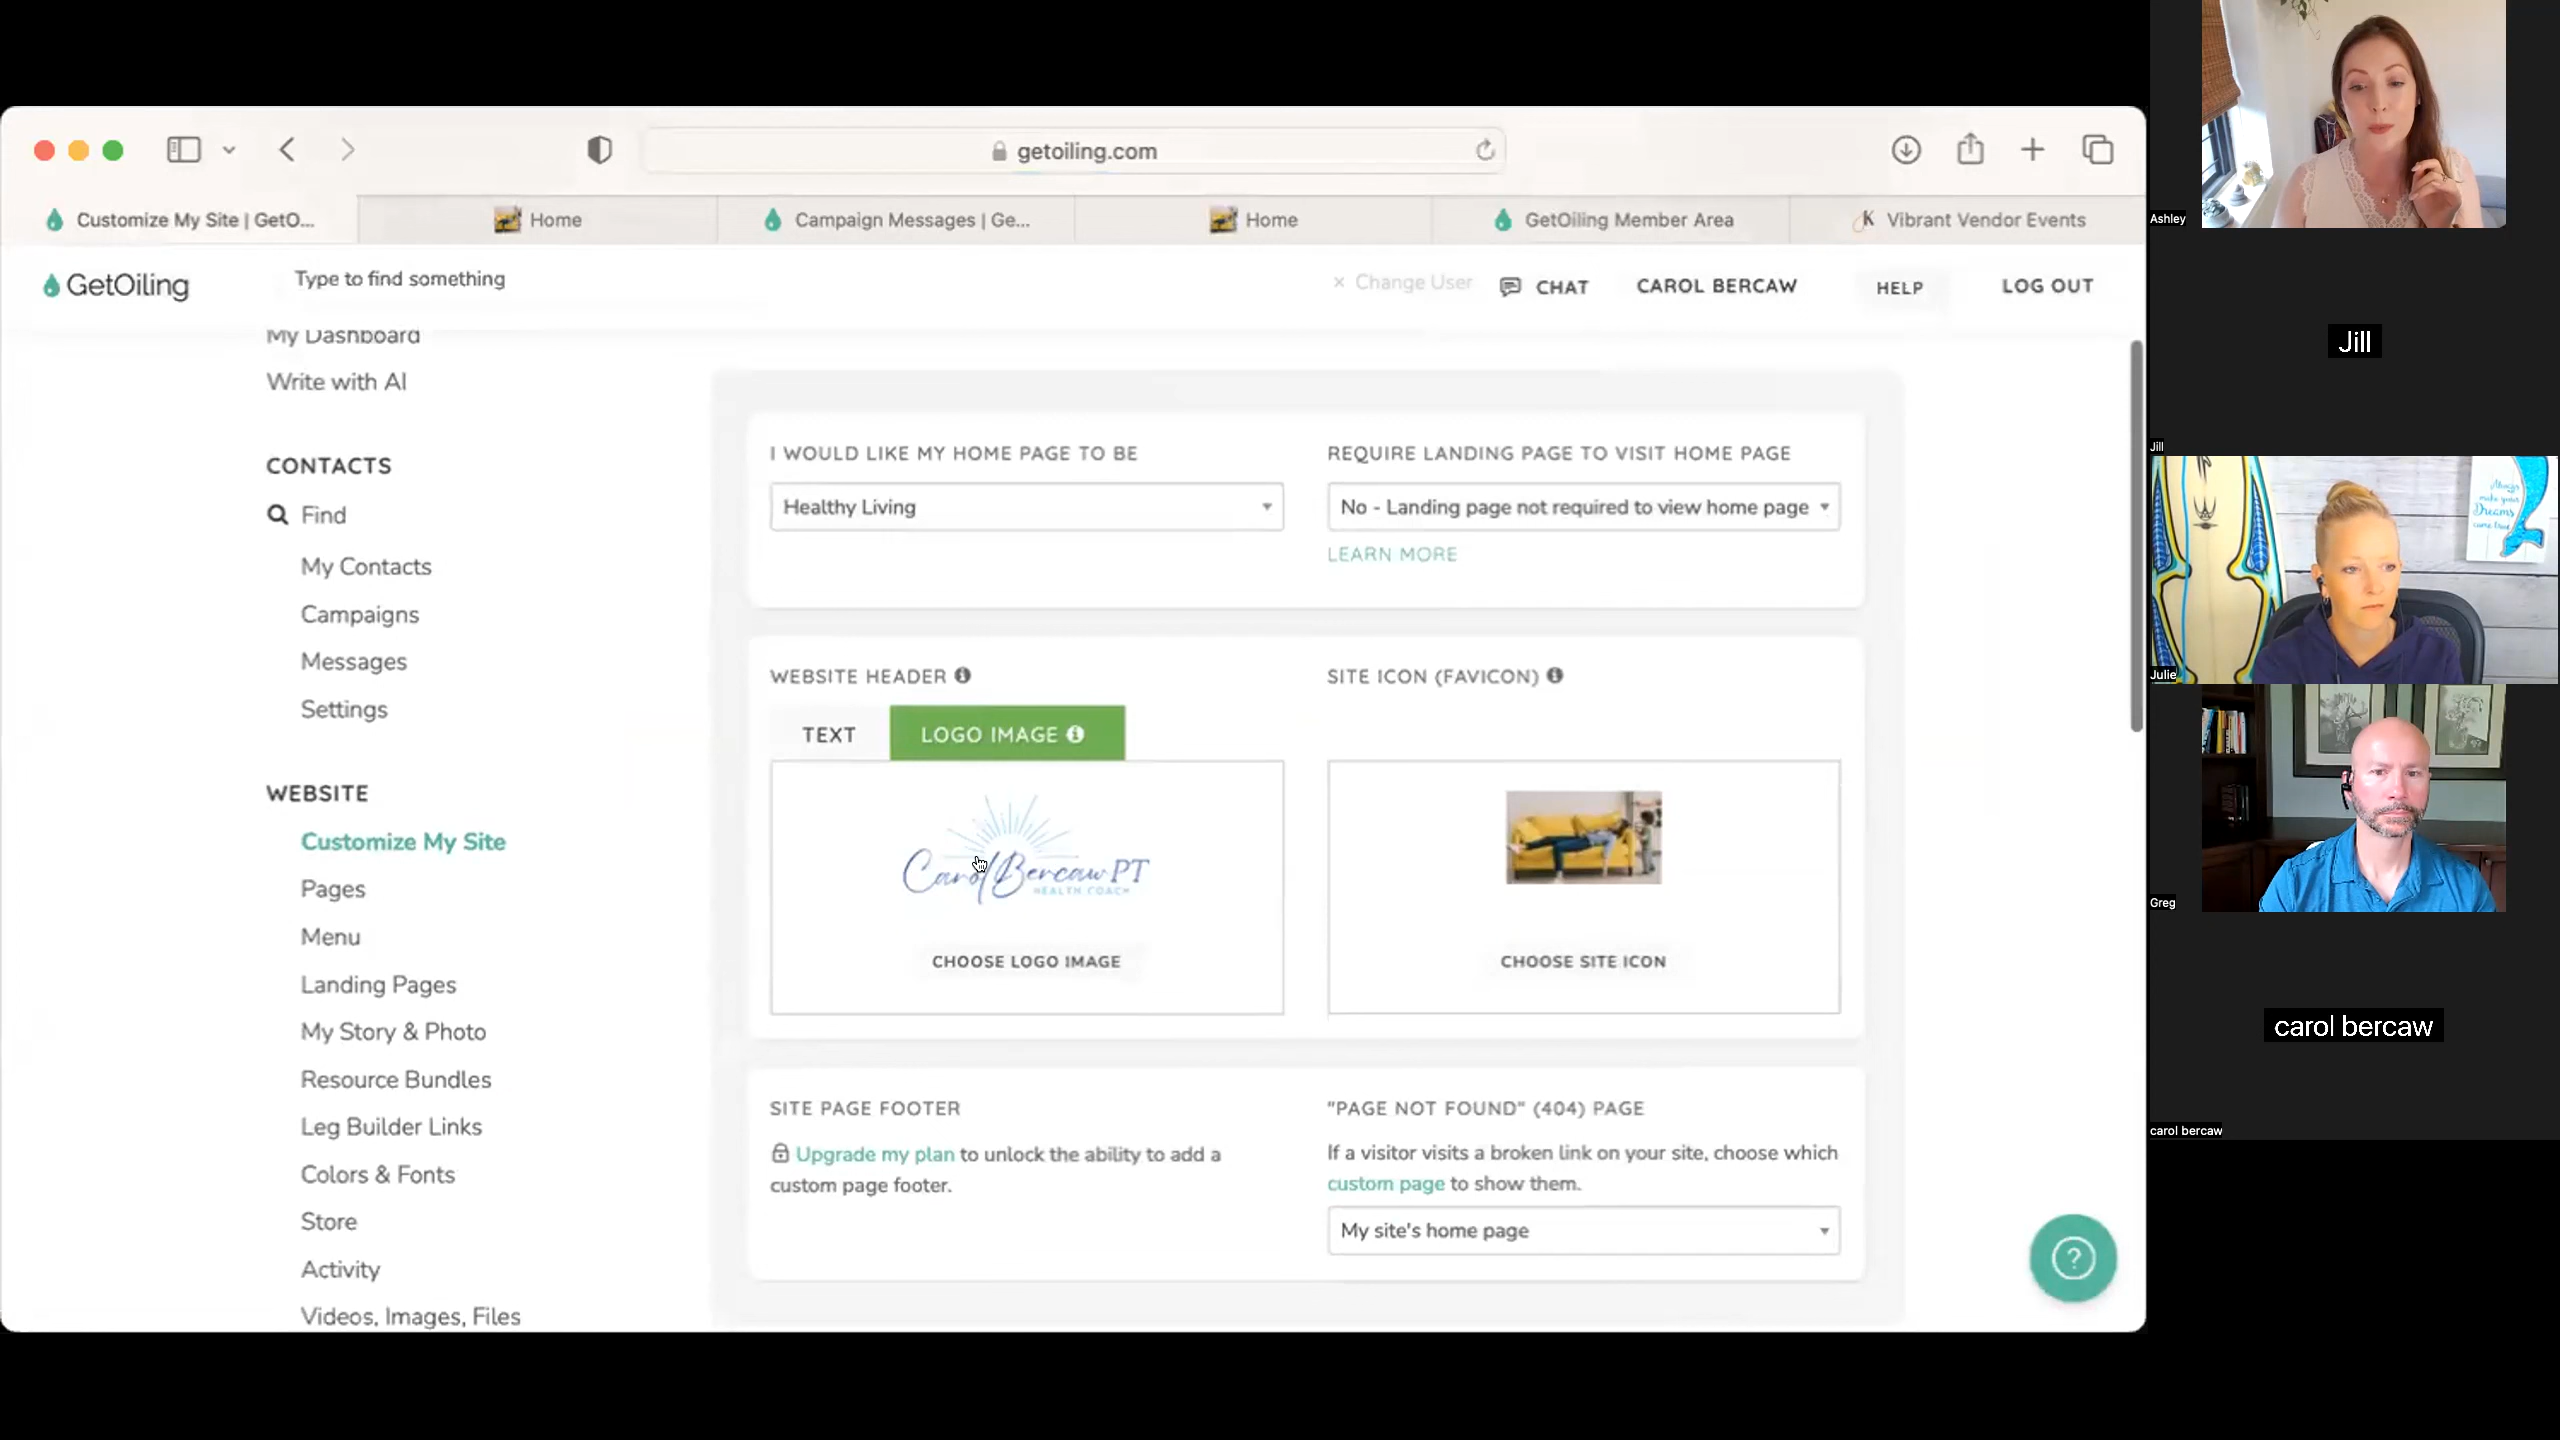 getoiling.com
Customize My Site | GetO...
Home
Campaign Messages | Ge...
Home
GetOiling Member Area
K Vibrant Vendor Events
GetOiling
Type to find something
× Change User
CHAT
CAROL BERCAW
HELP
LOG OUT
My Dashboard
Write with AI
CONTACTS
Find
My Contacts
Campaigns
Messages
Settings
WEBSITE
Customize My Site
Pages
Menu
Landing Pages
My Story & Photo
Resource Bundles
Leg Builder Links
Colors & Fonts
Store
Activity
Videos, Images, Files
I WOULD LIKE MY HOME PAGE TO BE
Healthy Living
REQUIRE LANDING PAGE TO VISIT HOME PAGE
No - Landing page not required to view home page
LEARN MORE
WEBSITE HEADER
TEXT
LOGO IMAGE
Carol Bercaw PT
HEALTH COACH
CHOOSE LOGO IMAGE
SITE ICON (FAVICON)
CHOOSE SITE ICON
SITE PAGE FOOTER
Upgrade my plan to unlock the ability to add a
custom page footer.
"PAGE NOT FOUND" (404) PAGE
If a visitor visits a broken link on your site, choose which
custom page to show them.
My site's home page
Ashley
Jill
Jill
Always
make your
Dreams
come true
Julie
Greg
carol bercaw
carol bercaw